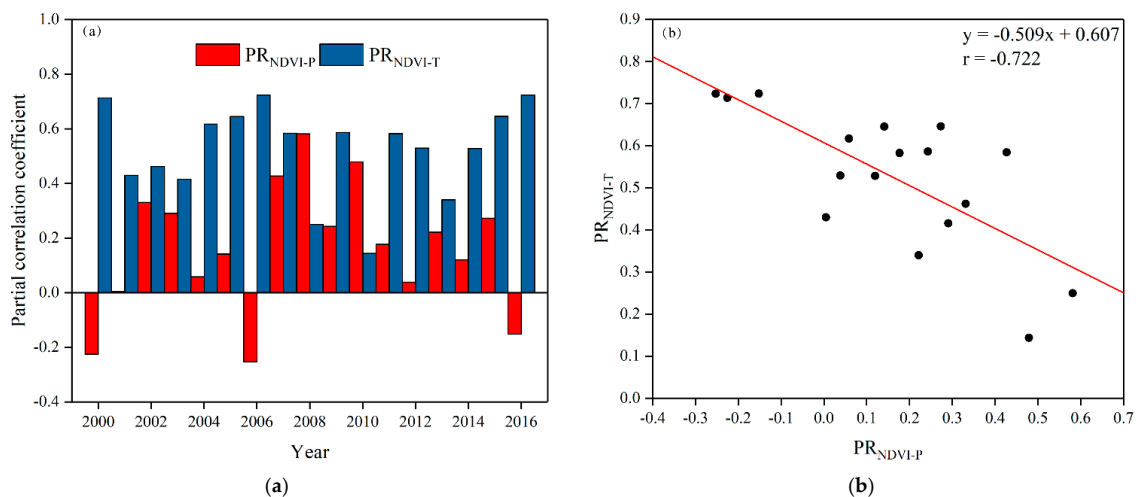 (a)
PR_NDVI-P PR_NDVI-T
Partial correlation coefficient
1.0
0.8
0.6
0.4
0.2
0.0
-0.2
-0.4
2000 2002 2004 2006 2008 2010 2012 2014 2016
Year
(a)
(b)
y = -0.509x + 0.607
r = -0.722
PR_NDVI-T
0.9
0.8
0.7
0.6
0.5
0.4
0.3
0.2
0.1
0.0
-0.4 -0.3 -0.2 -0.1 0.0 0.1 0.2 0.3 0.4 0.5 0.6 0.7
PR_NDVI-P
(b)